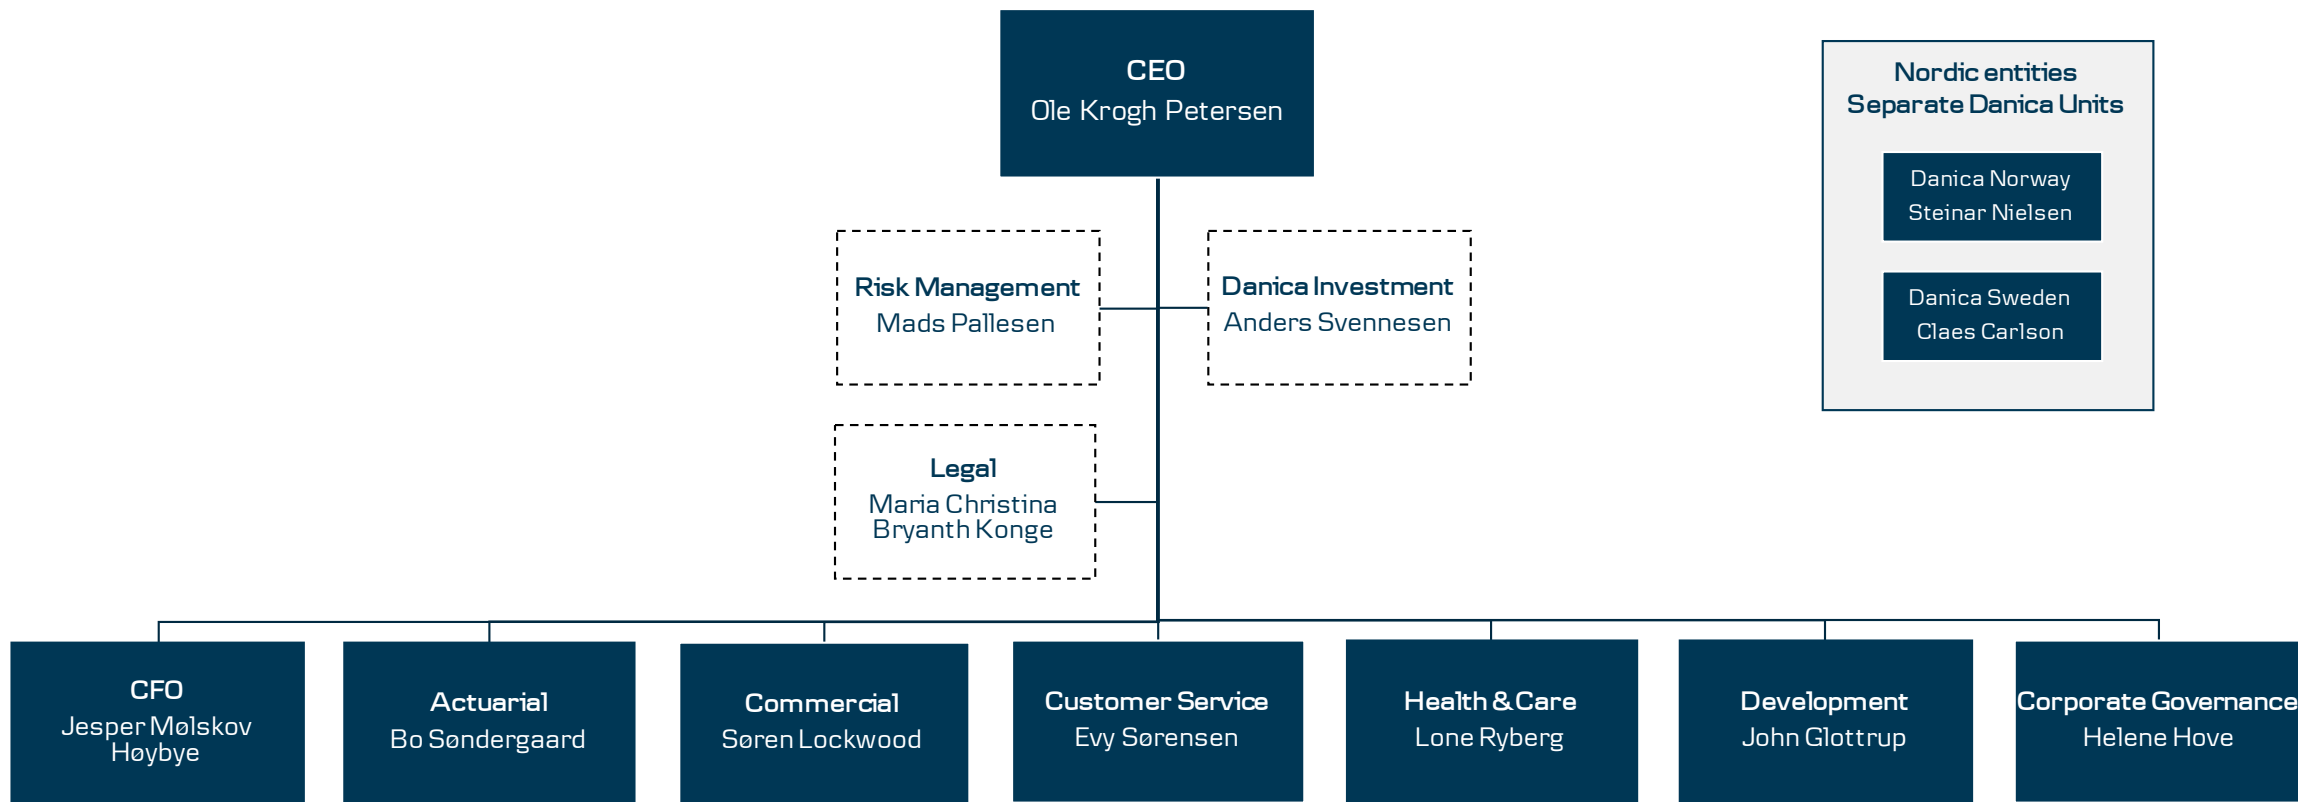 CEO
Ole Krogh Petersen
Nordic entities
Separate Danica Units
Danica Norway
Steinar Nielsen
Danica Sweden
Claes Carlson
Risk Management
Mads Pallesen
Danica Investment
Anders Svennesen
Legal
Maria Christina
Bryanth Konge
CFO
Jesper Mølskov
Høybye
Actuarial
Bo Søndergaard
Commercial
Søren Lockwood
Customer Service
Evy Sørensen
Health & Care
Lone Ryberg
Development
John Glottrup
Corporate Governance
Helene Hove